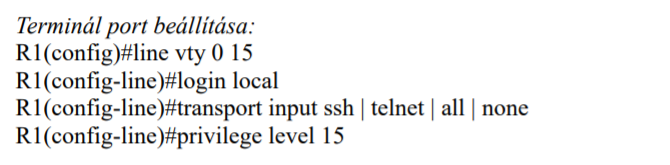 Terminál port beállítása:
R1(config)#line vty 0 15
R1(config-line)#login local
R1(config-line)#transport input ssh | telnet | all | none
R1(config-line)#privilege level 15